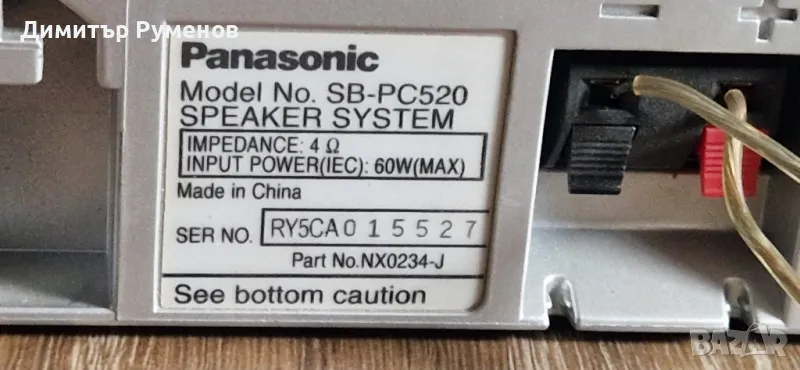 Димитър Руменов
Panasonic
Model No. SB-PC520
SPEAKER SYSTEM
IMPEDANCE: 4 Ω
INPUT POWER(IEC): 60W(MAX)
Made in China
SER NO. RY5CA015527
Part No.NX0234-J
See bottom caution
− +
BAZAR